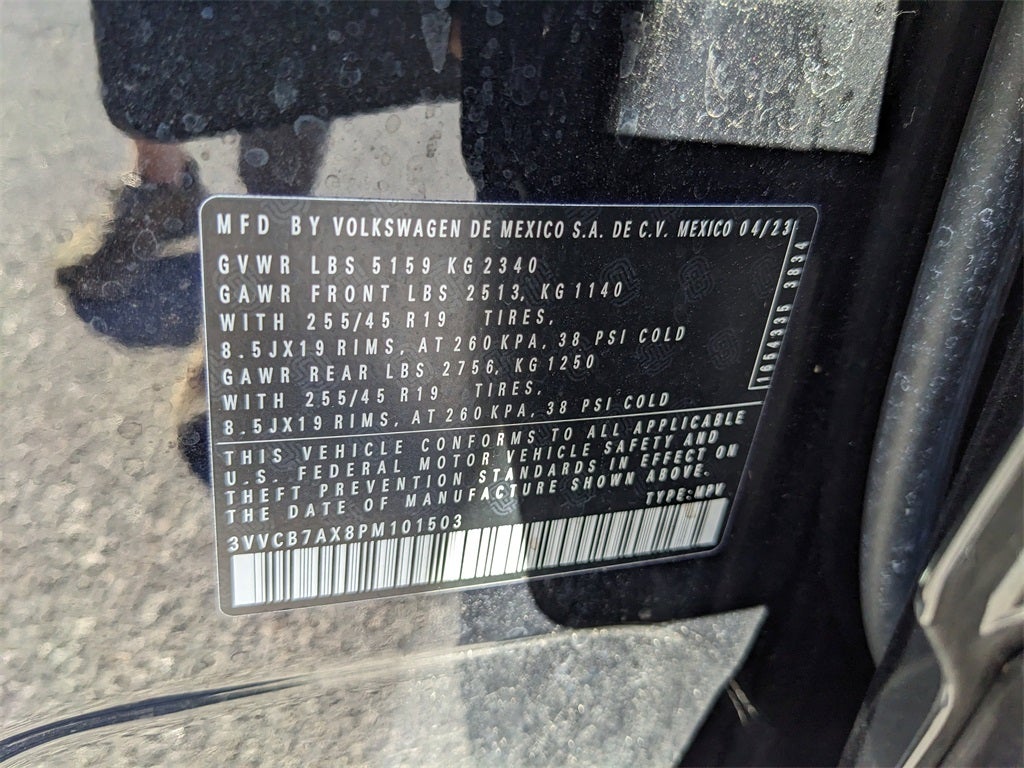 MFD BY VOLKSWAGEN DE MEXICO S.A. DE C.V. MEXICO 04/23
GVWR LBS 5159 KG 2340
GAWR FRONT LBS 2513, KG 1140
WITH 255/45 R19 TIRES,
8.5JX19 RIMS, AT 260 KPA, 38 PSI COLD
GAWR REAR LBS 2756, KG 1250
WITH 255/45 R19 TIRES,
8.5JX19 RIMS, AT 260 KPA, 38 PSI COLD
THIS VEHICLE CONFORMS TO ALL APPLICABLE
U.S. FEDERAL MOTOR VEHICLE SAFETY AND
THEFT PREVENTION STANDARDS IN EFFECT ON
THE DATE OF MANUFACTURE SHOWN ABOVE.
3VVCB7AX8PM101503 TYPE: MPV
1654335 3834